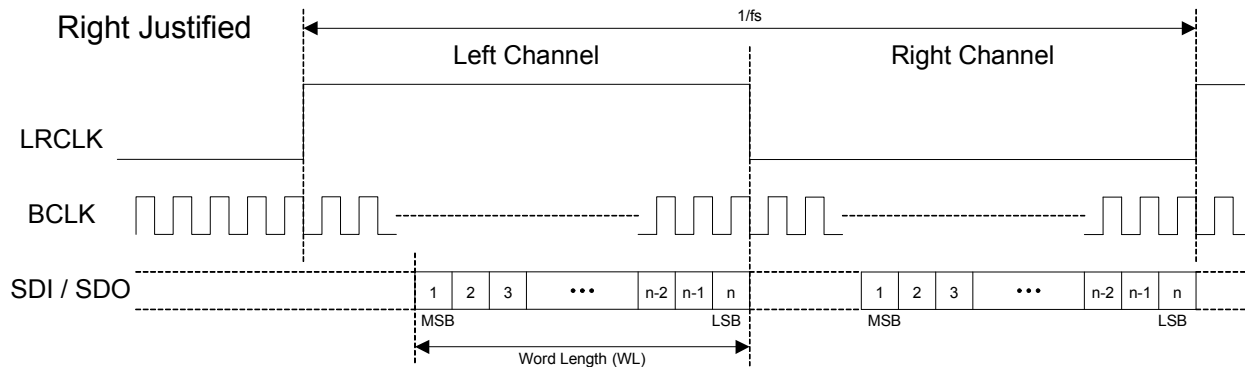 Right Justified
1/fs
Left Channel
Right Channel
LRCLK
BCLK
SDI / SDO
1 2 3 ••• n-2 n-1 n
1 2 3 ••• n-2 n-1 n
MSB LSB
MSB LSB
Word Length (WL)